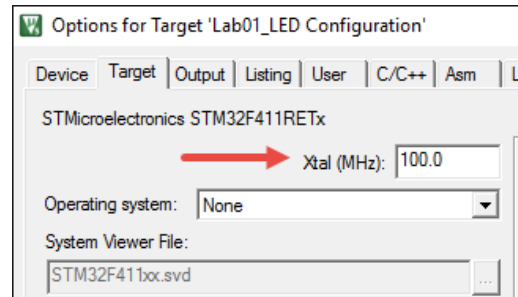 Options for Target 'Lab01_LED Configuration'
Device Target Output Listing User C/C++ Asm L
STMicroelectronics STM32F411RETx
Xtal (MHz): 100.0
Operating system: None
System Viewer File:
STM32F411xx.svd ...